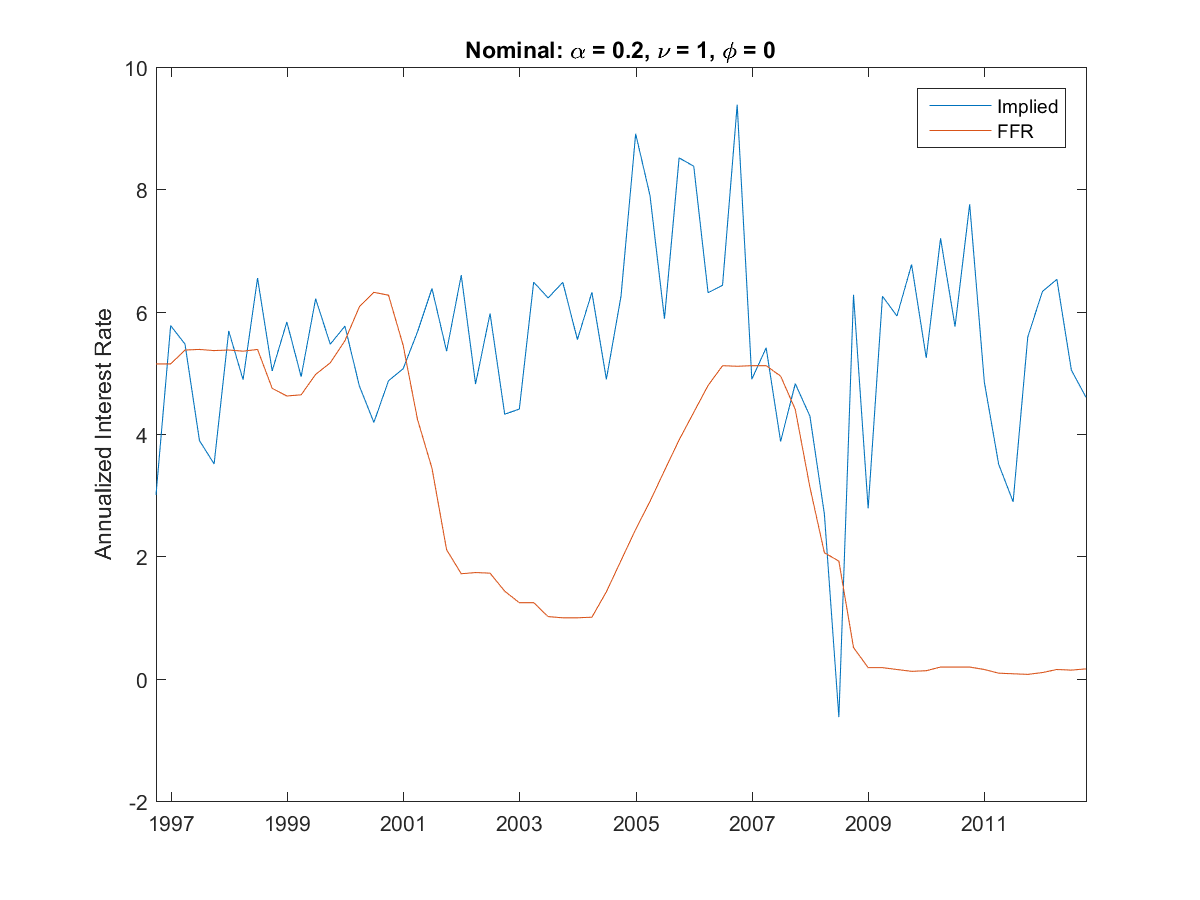 Nominal: α = 0.2, ν = 1, ϕ = 0
Implied
FFR
Annualized Interest Rate
10
8
6
4
2
0
-2
1997 1999 2001 2003 2005 2007 2009 2011